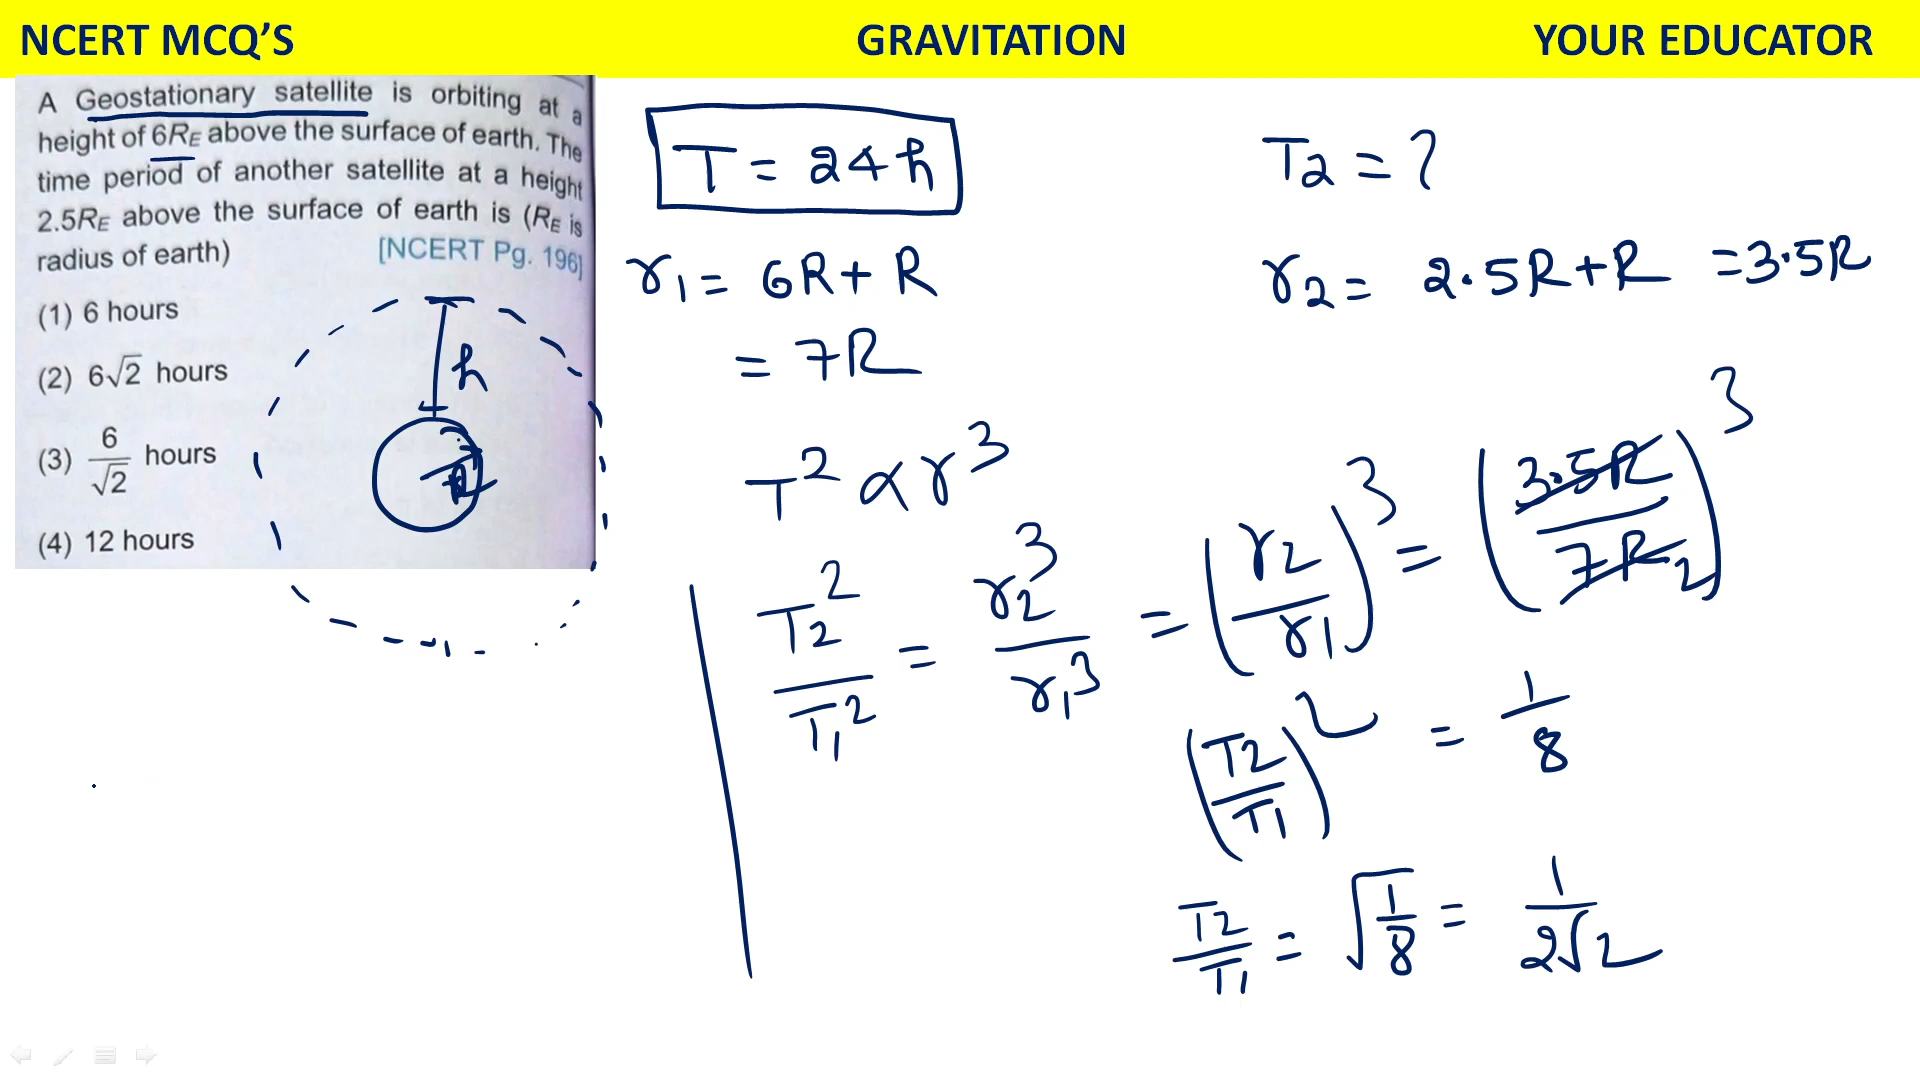 NCERT MCQ'S
GRAVITATION
YOUR EDUCATOR
A Geostationary satellite is orbiting at a
height of 6R_E above the surface of earth. The
time period of another satellite at a height
2.5R_E above the surface of earth is (R_E is
radius of earth) [NCERT Pg. 196]
(1) 6 hours
(2) 6√2 hours
(3) 6/√2 hours
(4) 12 hours
h
R
T = 24h
r1 = 6R + R
= 7R
T2 = ?
r2 = 2.5R + R = 3.5R
T² ∝ r³
T2²/T1² = r2³/r1³ = (r2/r1)³ = (3.5R/7R 2)³
(T2/T1)² = 1/8
T2/T1 = √(1/8) = 1/(2√2)